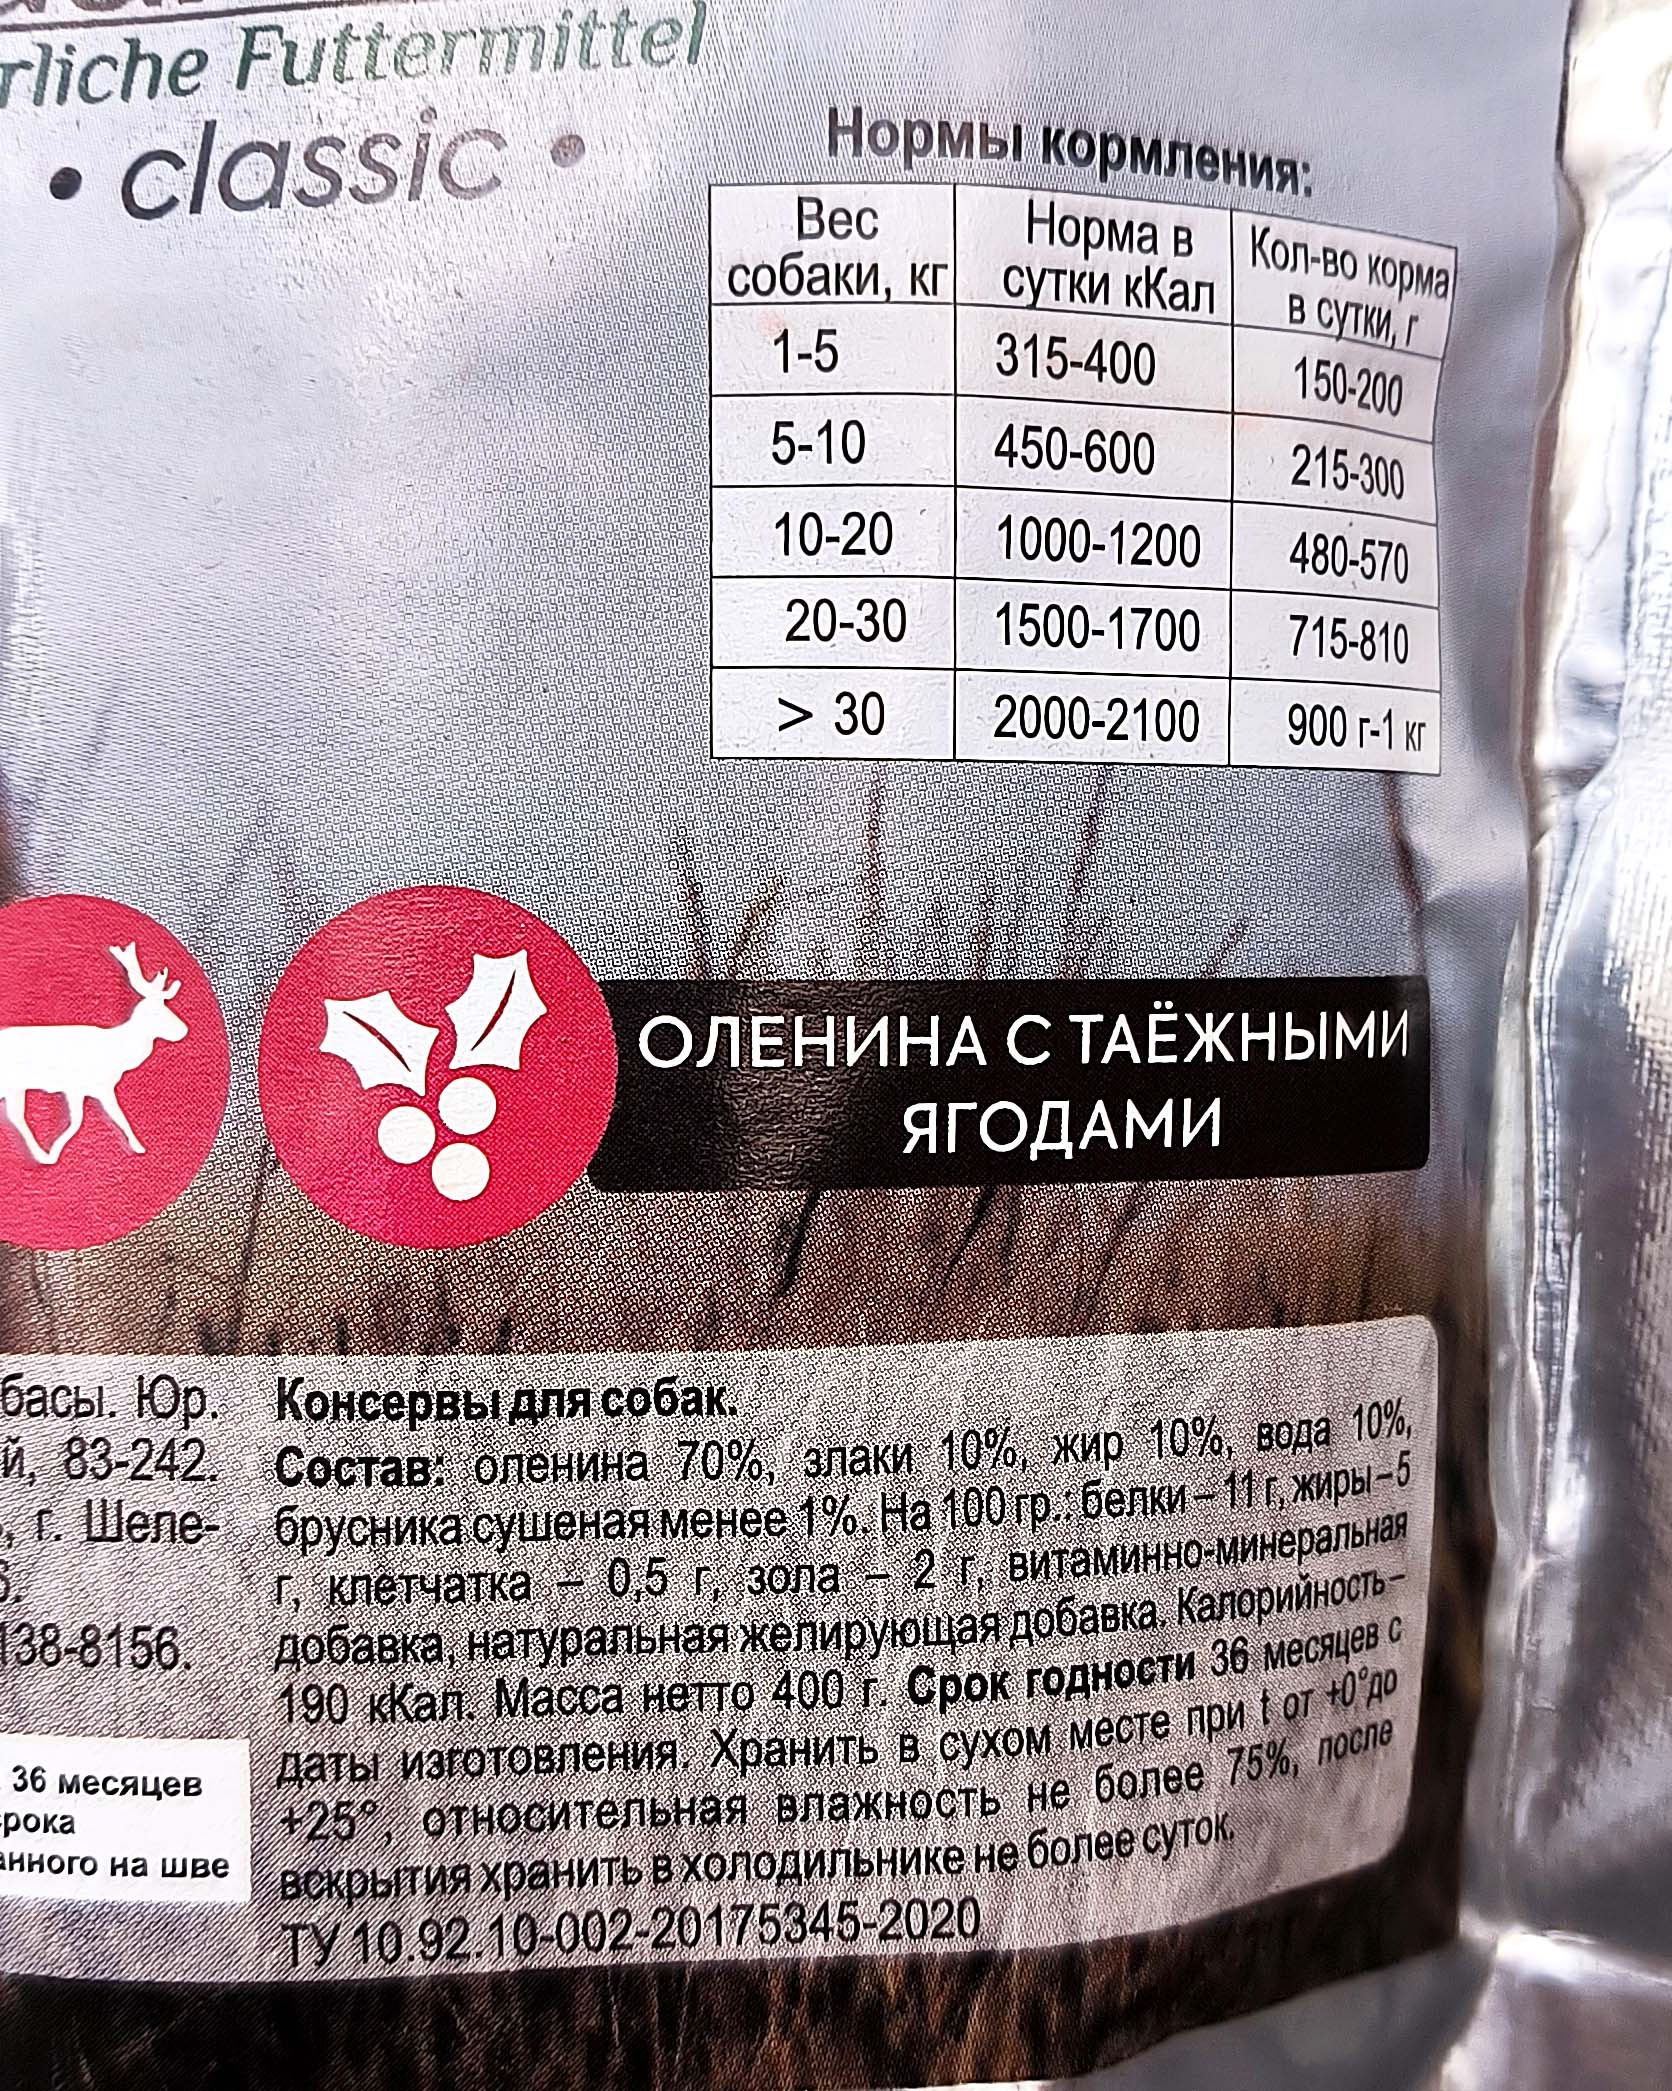 rliche Futtermittel
• classic •
Нормы кормления:
Вес собаки, кг | Норма в сутки кКал | Кол-во корма в сутки, г
1-5 | 315-400 | 150-200
5-10 | 450-600 | 215-300
10-20 | 1000-1200 | 480-570
20-30 | 1500-1700 | 715-810
> 30 | 2000-2100 | 900 г-1 кг
ОЛЕНИНА С ТАЁЖНЫМИ
ЯГОДАМИ
басы. Юр.
й, 83-242.
, г. Шеле-
138-8156.
36 месяцев
рока
анного на шве
Консервы для собак.
Состав: оленина 70%, злаки 10%, жир 10%, вода 10%,
брусника сушеная менее 1%. На 100 гр.: белки – 11 г, жиры – 5
г, клетчатка – 0,5 г, зола – 2 г, витаминно-минеральная
добавка, натуральная желирующая добавка. Калорийность –
190 кКал. Масса нетто 400 г. Срок годности 36 месяцев с
даты изготовления. Хранить в сухом месте при t от +0° до
+25°, относительная влажность не более 75%, после
вскрытия хранить в холодильнике не более суток.
ТУ 10.92.10-002-20175345-2020